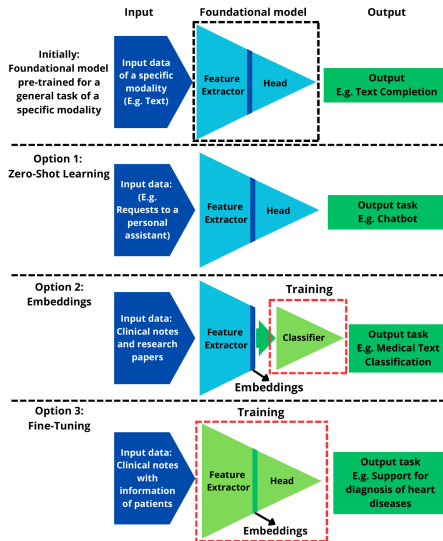 Input
Foundational model
Output
Initially:
Foundational model
pre-trained for a
general task of
a specific modality
Input data
of a specific
modality
(E.g. Text)
Feature
Extractor
Head
Output
E.g. Text Completion
Option 1:
Zero-Shot Learning
Input data:
(E.g.
Requests to a
personal
assistant)
Feature
Extractor
Head
Output task
E.g. Chatbot
Option 2:
Embeddings
Training
Input data:
Clinical notes
and research
papers
Feature
Extractor
Classifier
Output task
E.g. Medical Text
Classification
Embeddings
Option 3:
Fine-Tuning
Training
Input data:
Clinical notes
with
information
of patients
Feature
Extractor
Head
Output task
E.g. Support for
diagnosis of heart
diseases
Embeddings